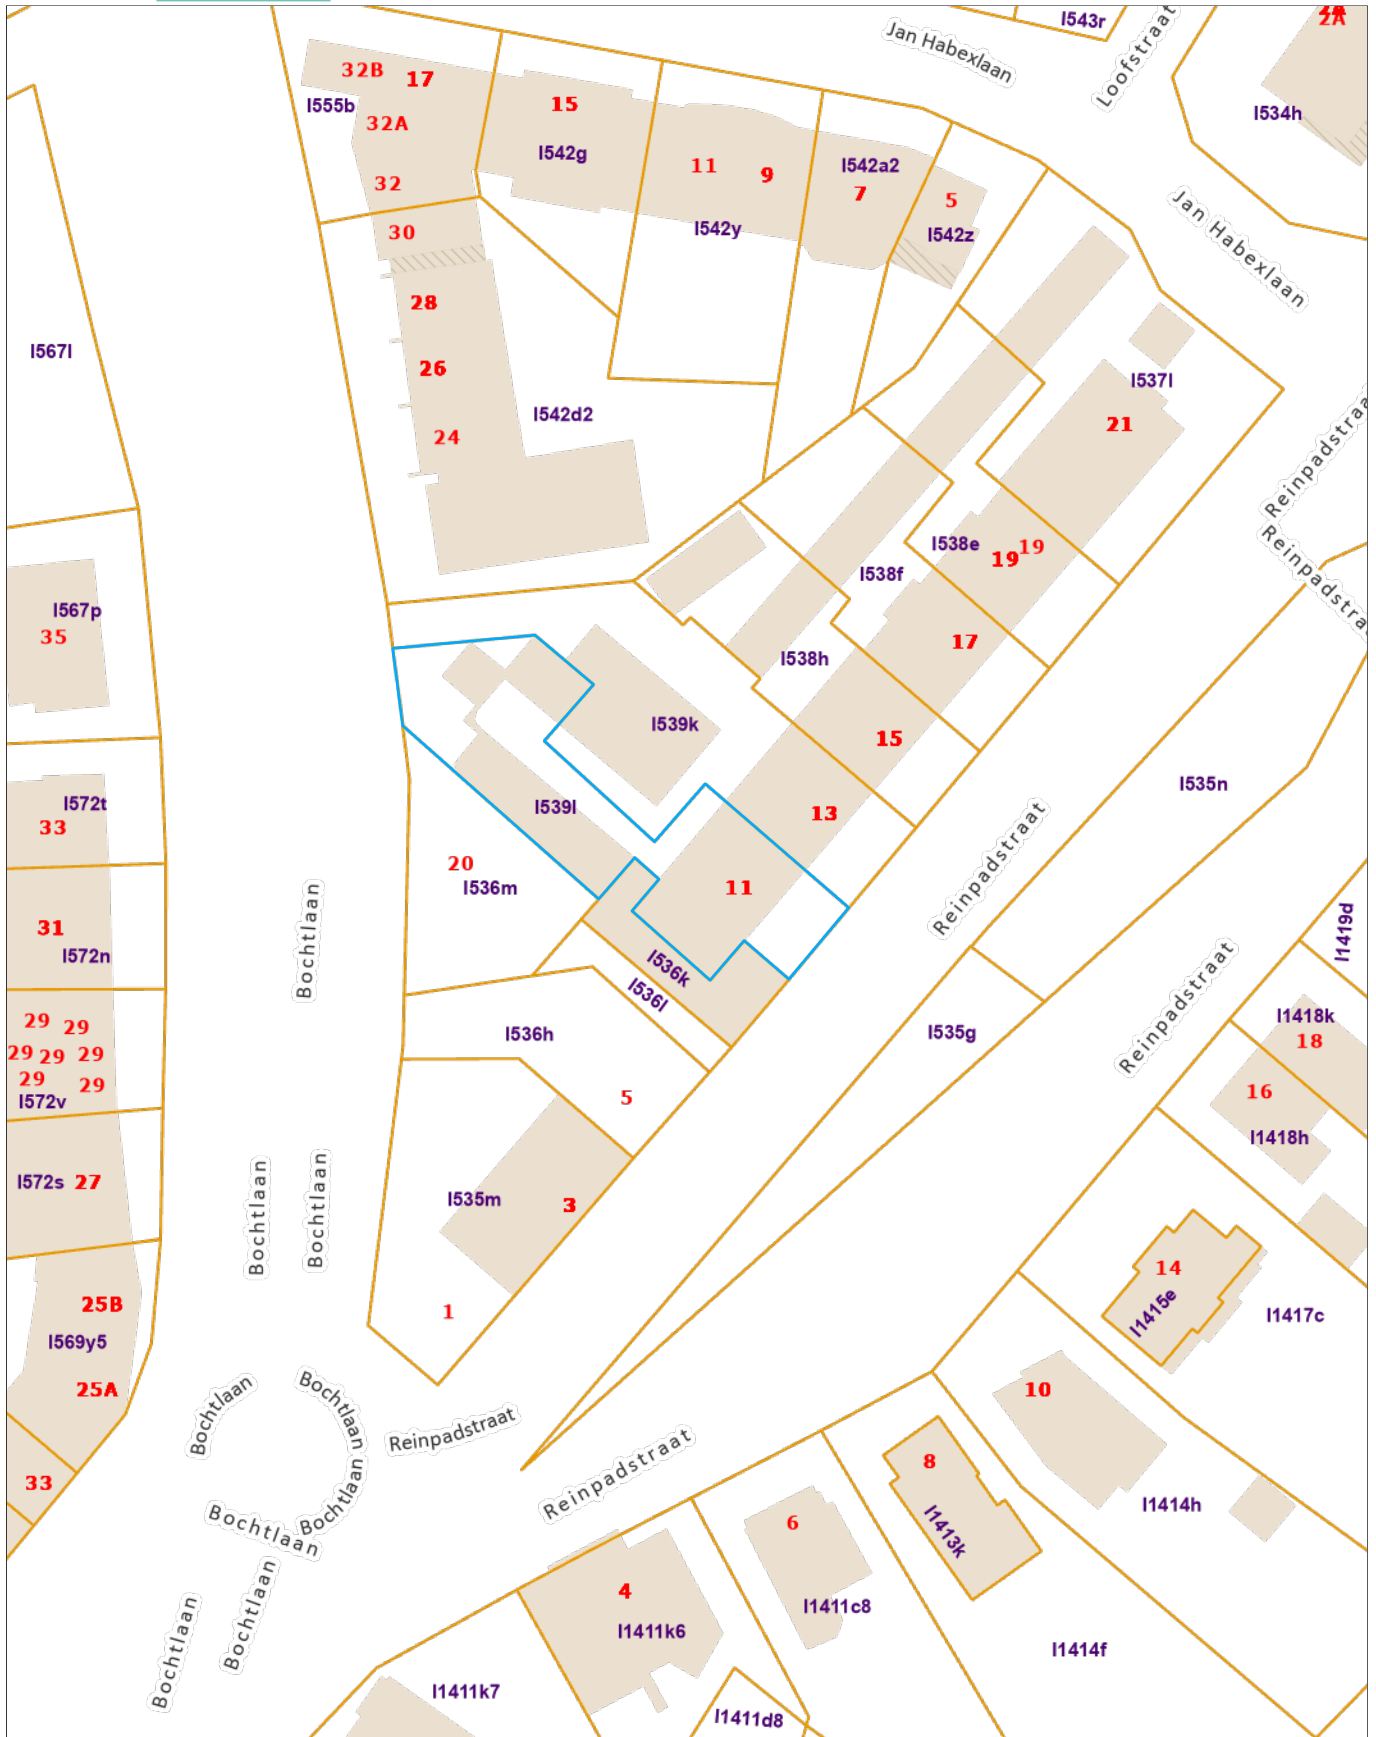 I543r
2A
2A
Jan Habexlaan
Loofstraat
32B
17
I555b
15
I534h
32A
I542g
11
9
I542a2
7
32
5
30
I542y
I542z
Jan Habexlaan
28
I567l
26
I537l
I542d2
24
21
Reinpadstraat
I538e
19
19
Reinpadstraat
I538f
I567p
35
17
I538h
I539k
15
I535n
I572t
33
I539l
13
20
I536m
11
Reinpadstraat
31
I572n
Bochtlaan
I1419d
I536k
I536l
Reinpadstraat
29
29
29
29
29
29
29
I572v
I536h
I535g
I1418k
18
5
16
I1418h
I572s
27
Bochtlaan
Bochtlaan
I535m
3
14
I1415e
I1417c
25B
I569y5
1
25A
10
Bochtlaan
Bochtlaan
Reinpadstraat
Reinpadstraat
8
33
Bochtlaan
Bochtlaan
6
I1413k
I1414h
4
I1411k6
I1411c8
Bochtlaan
Bochtlaan
I1414f
I1411k7
I1411d8